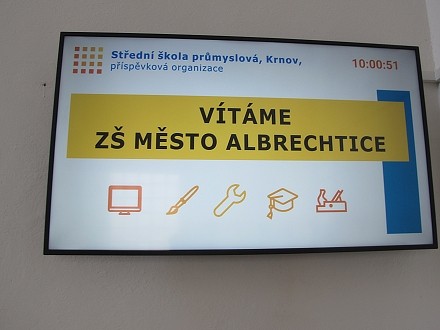 Střední škola průmyslová, Krnov,
příspěvková organizace
10:00:51
VÍTÁME
ZŠ MĚSTO ALBRECHTICE